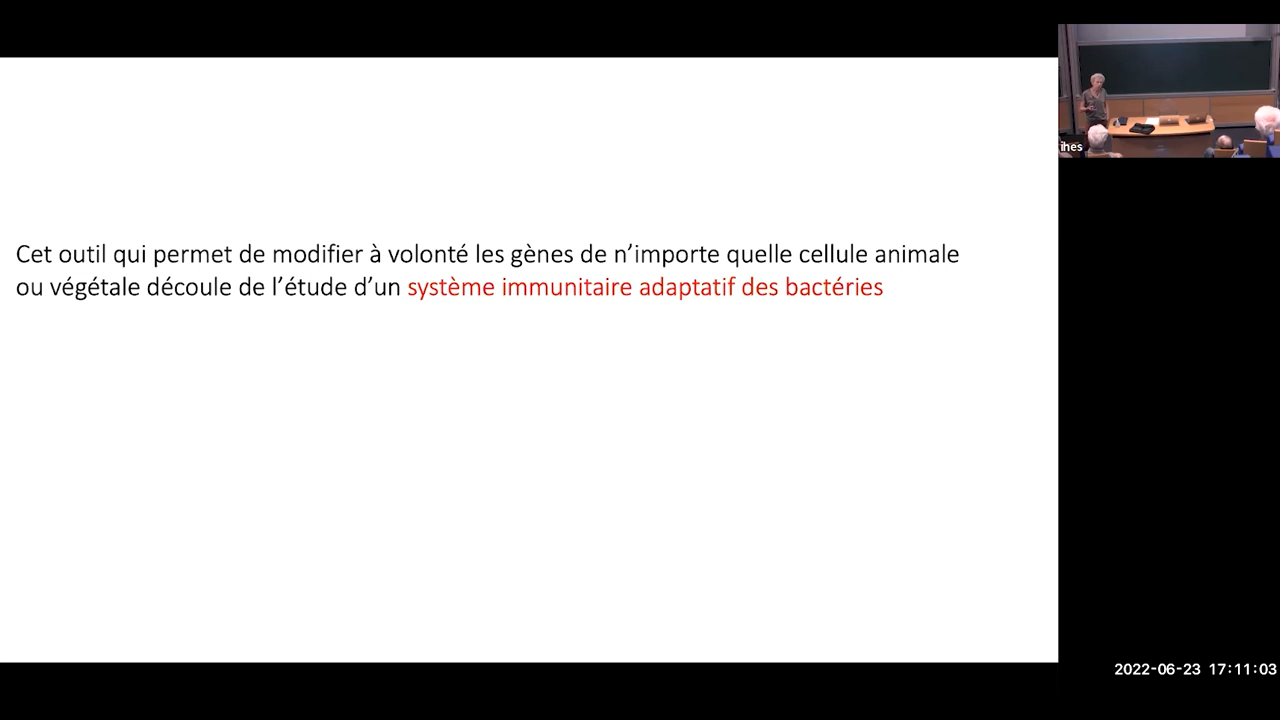 ihes
Cet outil qui permet de modifier à volonté les gènes de n’importe quelle cellule animale
ou végétale découle de l’étude d’un système immunitaire adaptatif des bactéries
2022-06-23 17:11:03